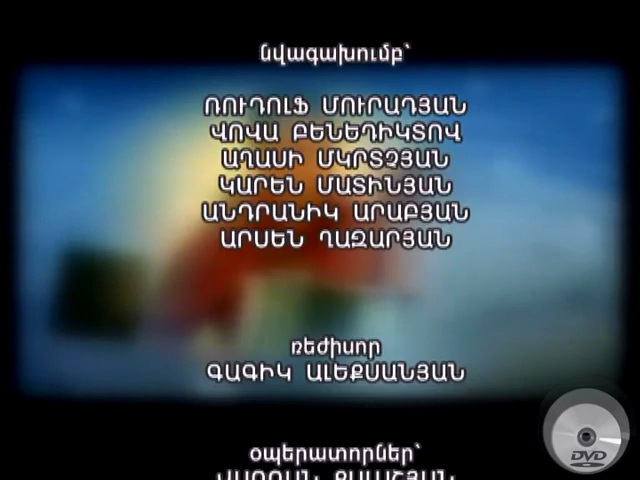 նվագախումբ՝
ՌՈՒԴՈԼՖ ՄՈՒՐԱԴՅԱՆ
ՎՈՎԱ ԲԵՆԵԴԻԿՏՈՎ
ԱՂԱՍԻ ՄԿՐՏՉՅԱՆ
ԿԱՐԵՆ ՄԱՏԻՆՅԱՆ
ԱՆԴՐԱՆԻԿ ԱՐԱԲՅԱՆ
ԱՐՍԵՆ ՂԱԶԱՐՅԱՆ
ռեժիսոր
ԳԱԳԻԿ ԱԼԵՔՍԱՆՅԱՆ
օպերատորներ՝
DVD